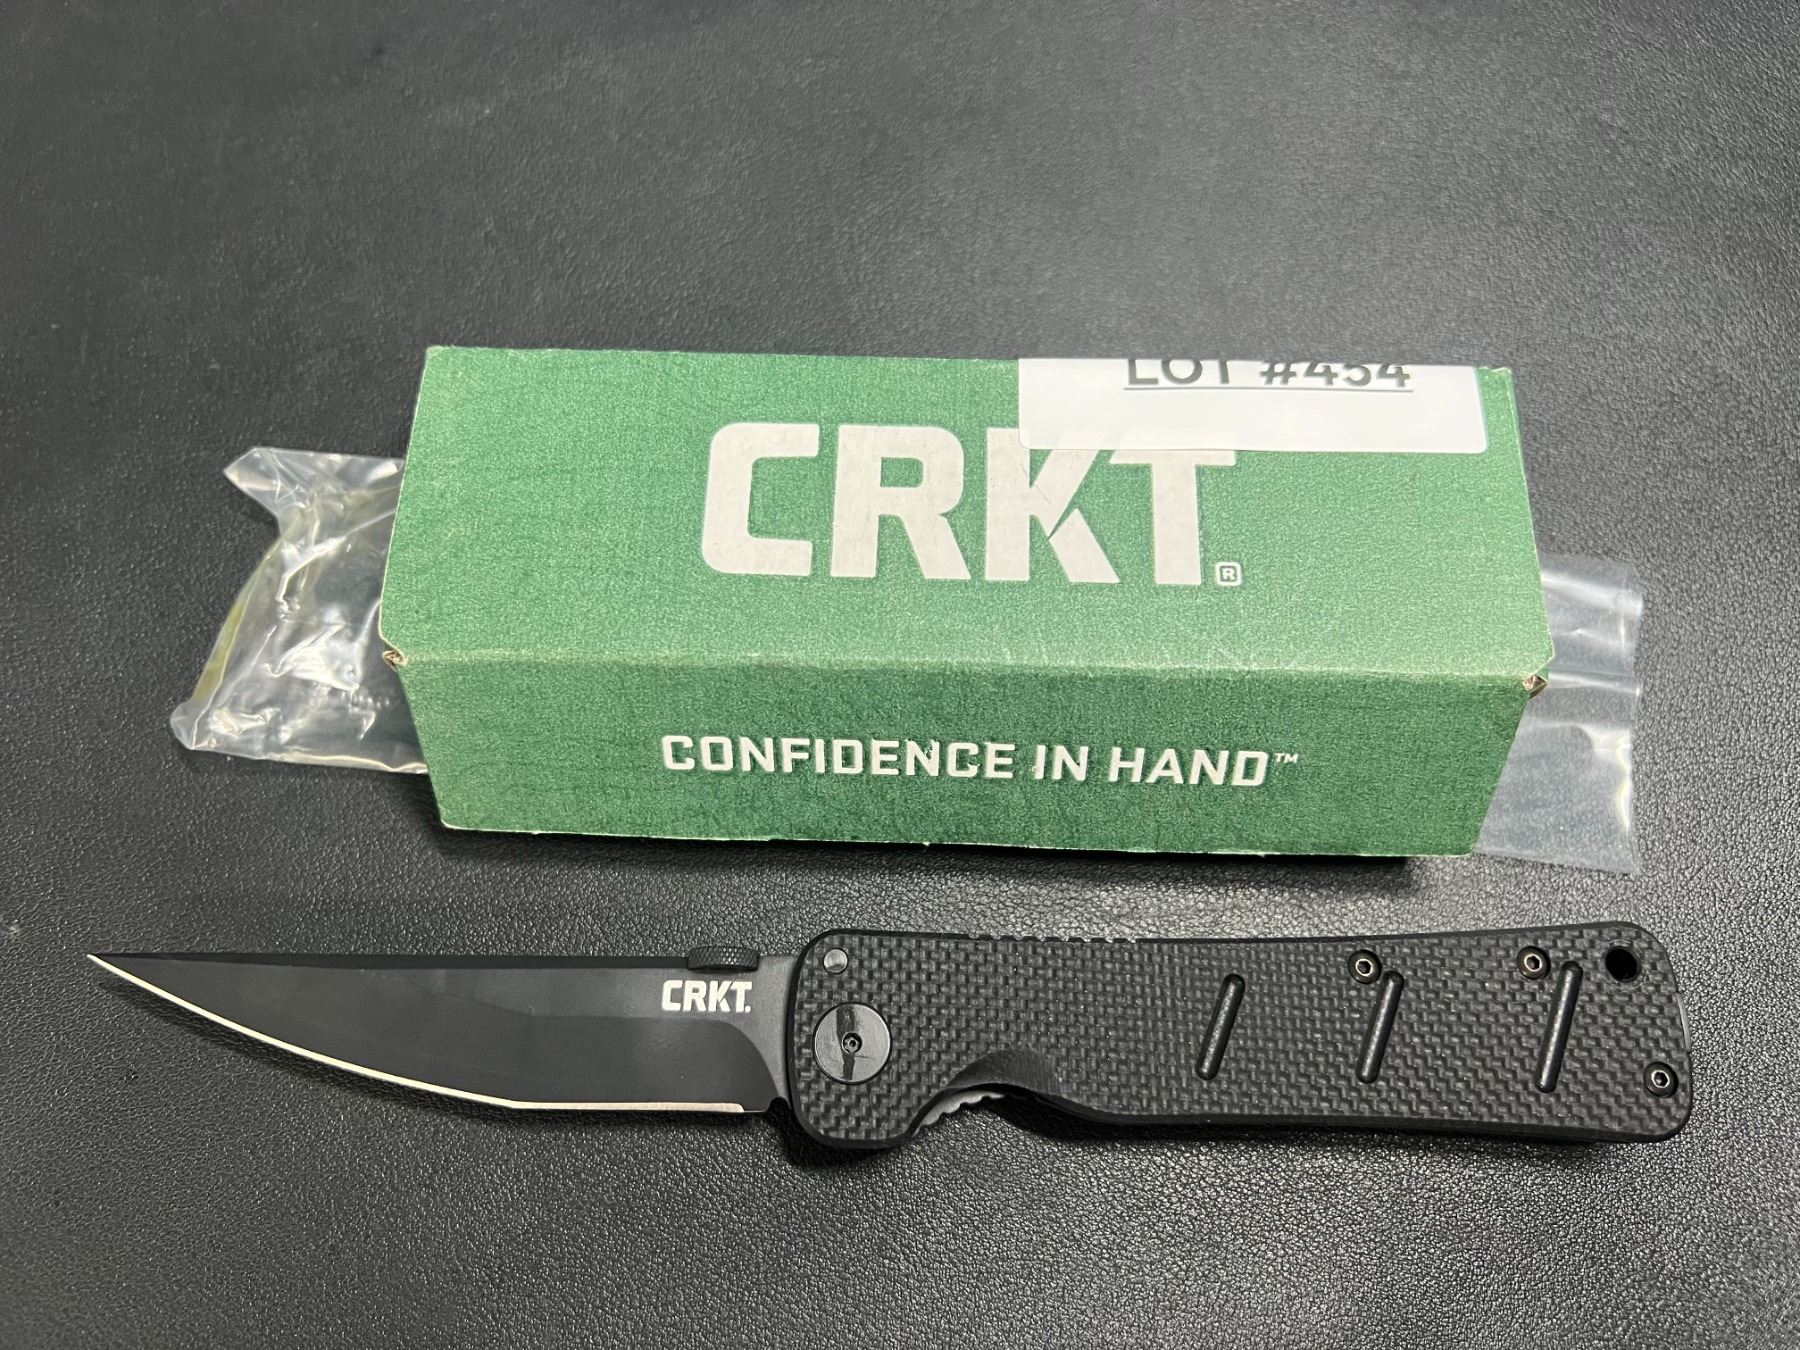 LOT #454
CRKT®
CONFIDENCE IN HAND™
CRKT.